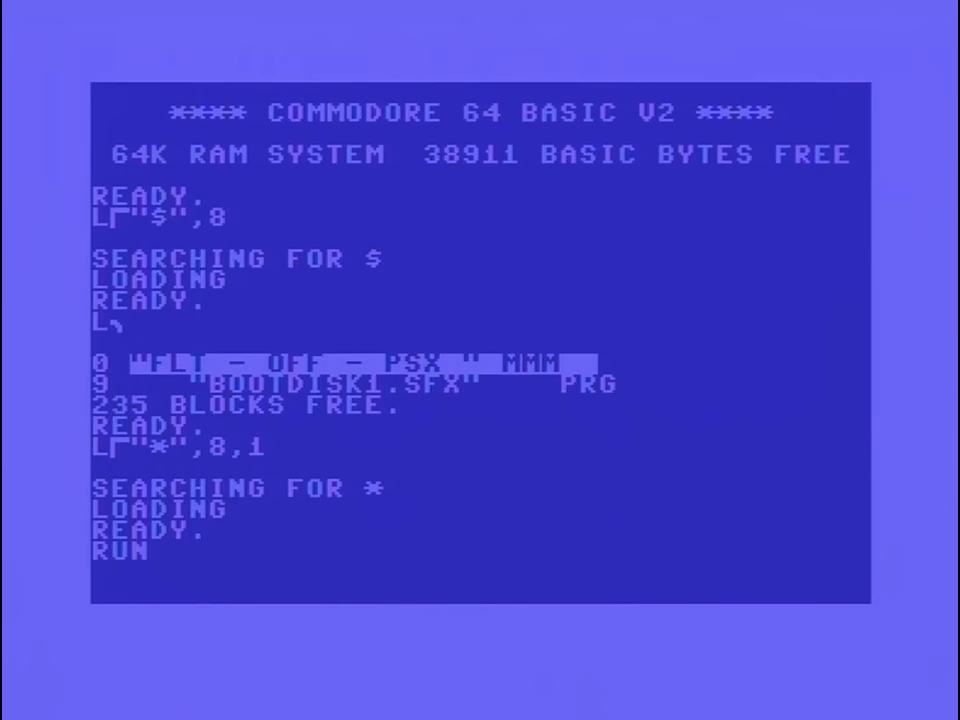 **** COMMODORE 64 BASIC V2 ****
64K RAM SYSTEM  38911 BASIC BYTES FREE
READY.
L┌"$",8
SEARCHING FOR $
LOADING
READY.
L╮
0 "FLT - OFF - PSX " MMM
9    "BOOTDISK1.SFX"    PRG
235 BLOCKS FREE.
READY.
L┌"*",8,1
SEARCHING FOR *
LOADING
READY.
RUN